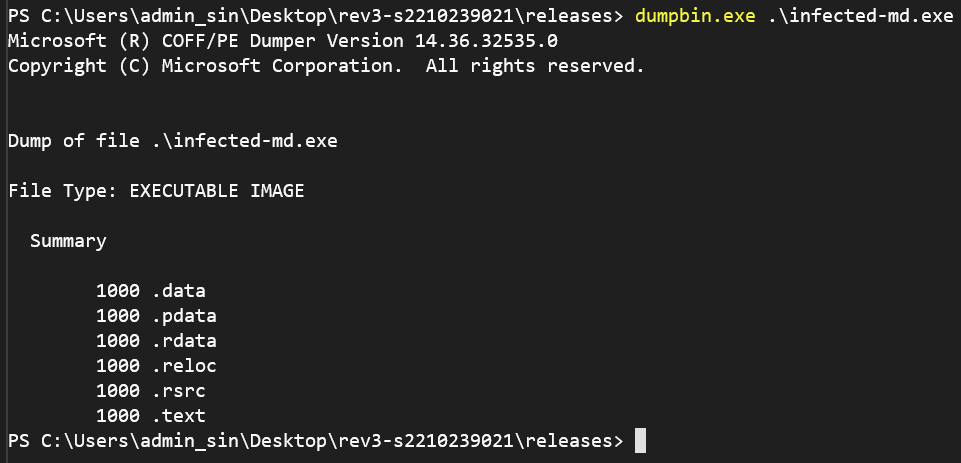 PS C:\Users\admin_sin\Desktop\rev3-s2210239021\releases> dumpbin.exe .\infected-md.exe
Microsoft (R) COFF/PE Dumper Version 14.36.32535.0
Copyright (C) Microsoft Corporation.  All rights reserved.
Dump of file .\infected-md.exe
File Type: EXECUTABLE IMAGE
Summary
1000 .data
1000 .pdata
1000 .rdata
1000 .reloc
1000 .rsrc
1000 .text
PS C:\Users\admin_sin\Desktop\rev3-s2210239021\releases>